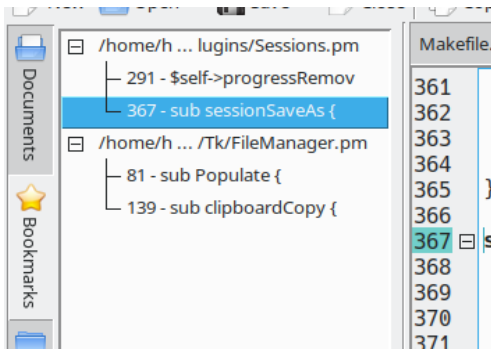 Documents
Bookmarks
/home/h ... lugins/Sessions.pm
291 - $self->progressRemov
367 - sub sessionSaveAs {
/home/h ... /Tk/FileManager.pm
81 - sub Populate {
139 - sub clipboardCopy {
Makefile.
361
362
363
364
365 }
366
367 s
368
369
370
371